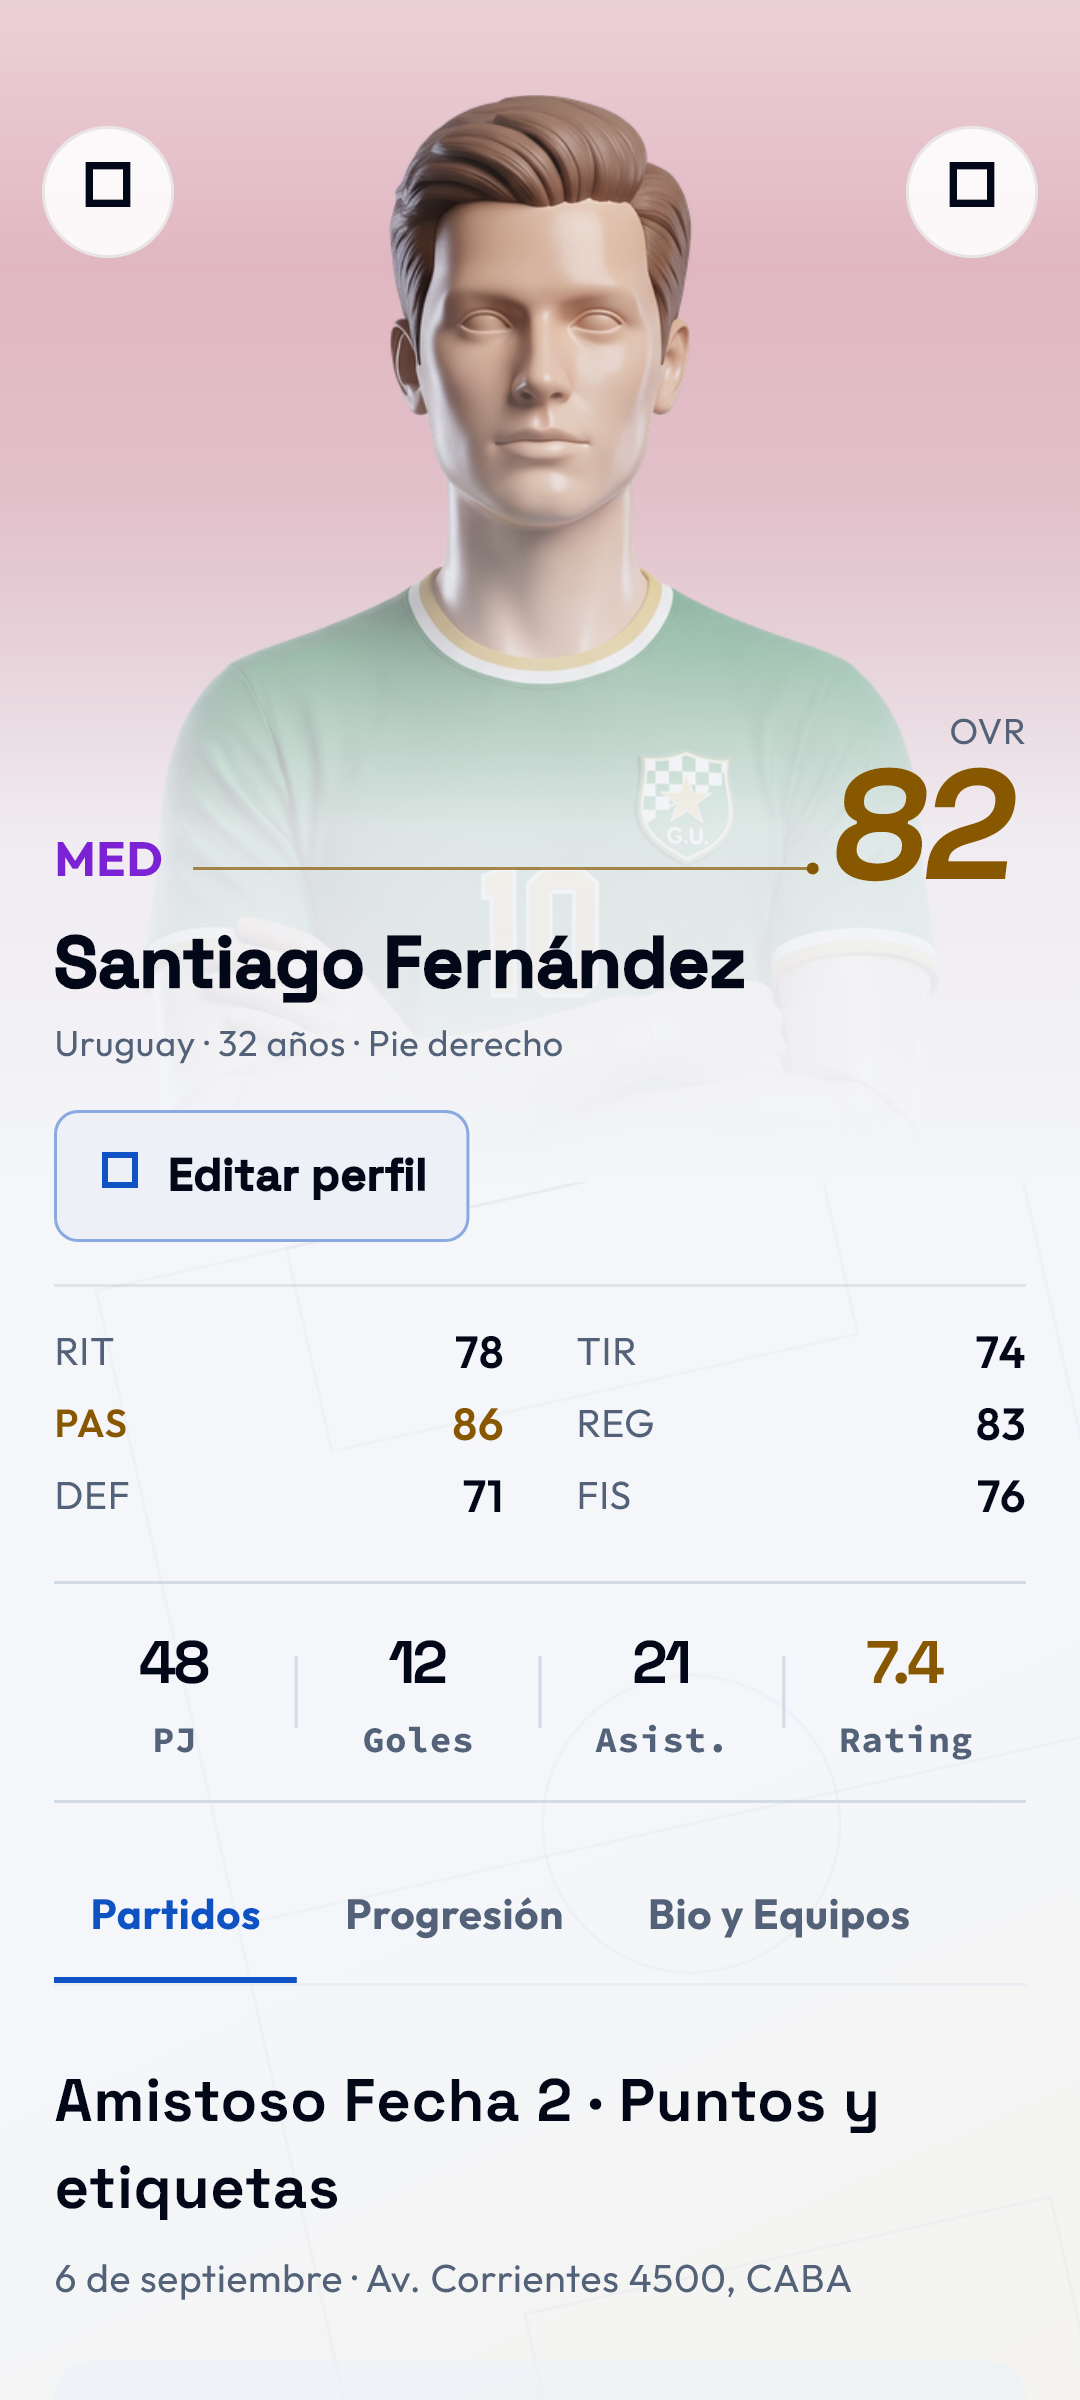 OVR
82
MED
G.U.
10
Santiago Fernández
Uruguay · 32 años · Pie derecho
Editar perfil
RIT 78 TIR 74
PAS 86 REG 83
DEF 71 FIS 76
48 12 21 7.4
PJ Goles Asist. Rating
Partidos Progresión Bio y Equipos
Amistoso Fecha 2 · Puntos y
etiquetas
6 de septiembre · Av. Corrientes 4500, CABA